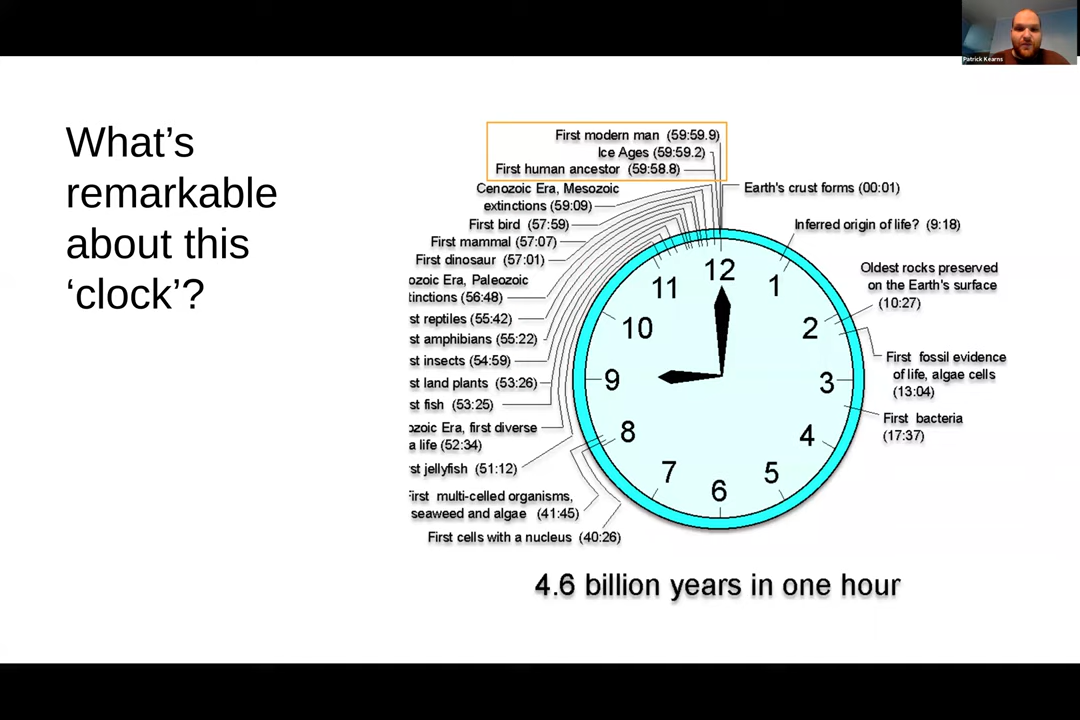 Patrick Kearns
What's
remarkable
about this
‘clock’?
First modern man (59:59.9)
Ice Ages (59:59.2)
First human ancestor (59:58.8)
Cenozoic Era, Mesozoic
extinctions (59:09)
First bird (57:59)
First mammal (57:07)
First dinosaur (57:01)
ozoic Era, Paleozoic
tinctions (56:48)
st reptiles (55:42)
st amphibians (55:22)
st insects (54:59)
st land plants (53:26)
st fish (53:25)
ozoic Era, first diverse
a life (52:34)
rst jellyfish (51:12)
First multi-celled organisms,
seaweed and algae (41:45)
First cells with a nucleus (40:26)
Earth's crust forms (00:01)
Inferred origin of life? (9:18)
Oldest rocks preserved
on the Earth's surface
(10:27)
First fossil evidence
of life, algae cells
(13:04)
First bacteria
(17:37)
12
1
2
3
4
5
6
7
8
9
10
11
4.6 billion years in one hour